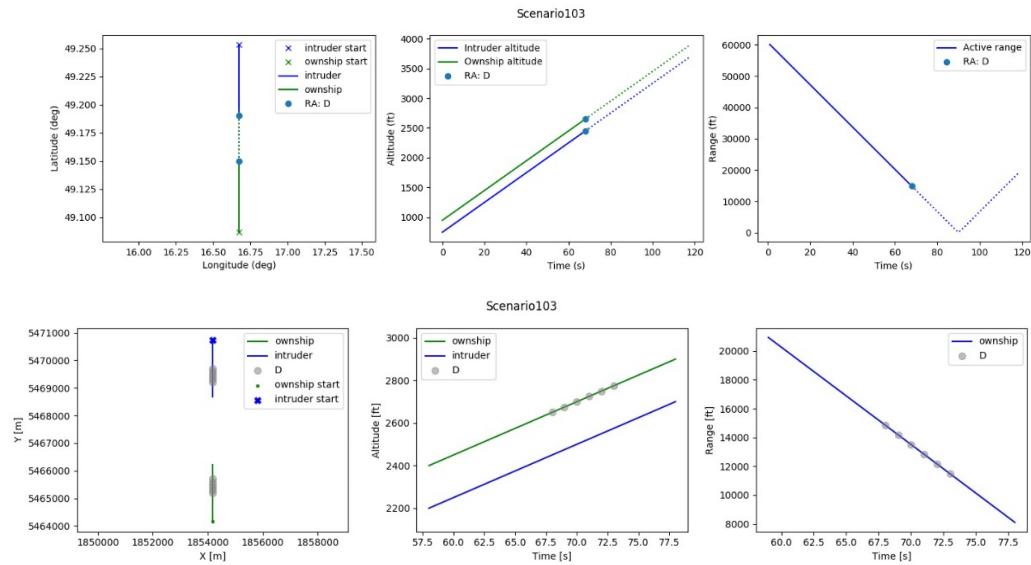 Scenario103
49.250
49.225
49.200
49.175
49.150
49.125
49.100
Latitude (deg)
16.00
16.25
16.50
16.75
17.00
17.25
17.50
Longitude (deg)
intruder start
ownship start
intruder
ownship
RA: D
4000
3500
3000
2500
2000
1500
1000
Altitude (ft)
0
20
40
60
80
100
120
Time (s)
Intruder altitude
Ownship altitude
RA: D
60000
50000
40000
30000
20000
10000
0
Range (ft)
0
20
40
60
80
100
120
Time (s)
Active range
RA: D
Scenario103
5471000
5470000
5469000
5468000
5467000
5466000
5465000
5464000
Y [m]
1850000
1852000
1854000
1856000
1858000
X [m]
ownship
intruder
D
ownship start
intruder start
3000
2800
2600
2400
2200
Altitude [ft]
57.5
60.0
62.5
65.0
67.5
70.0
72.5
75.0
77.5
Time [s]
ownship
intruder
D
20000
18000
16000
14000
12000
10000
8000
Range [ft]
60.0
62.5
65.0
67.5
70.0
72.5
75.0
77.5
Time [s]
ownship
D